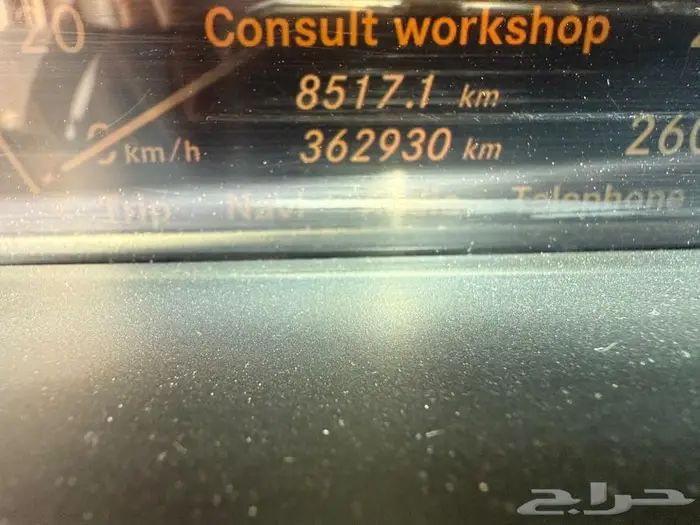 20 Consult workshop
8517.1 km
km/h 362930 km 260
Trip Navi Telephone
حراج